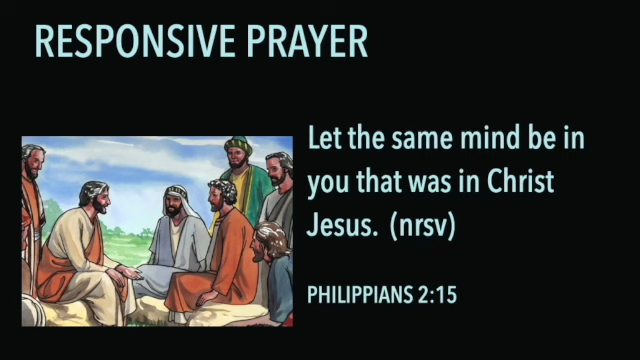 RESPONSIVE PRAYER
Let the same mind be in
you that was in Christ
Jesus. (nrsv)
PHILIPPIANS 2:15